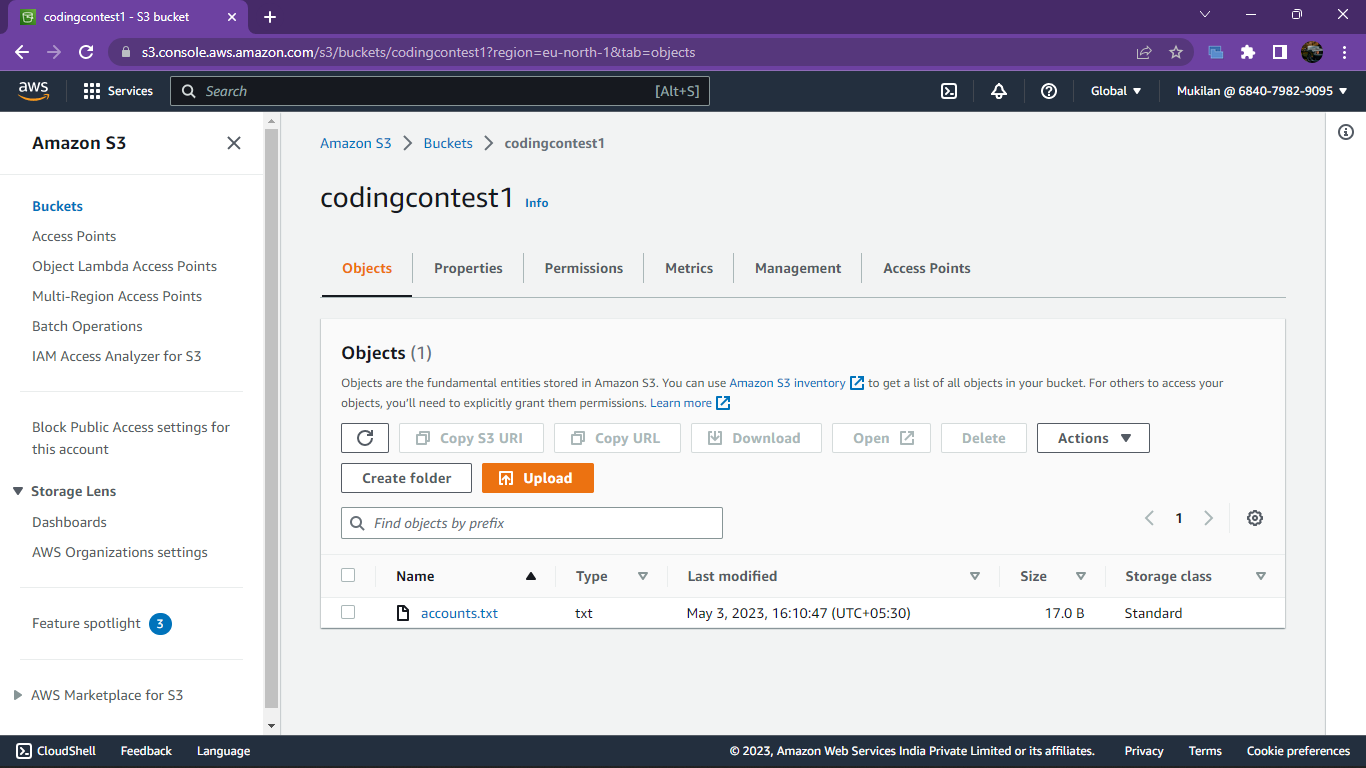 codingcontest1 - S3 bucket
s3.console.aws.amazon.com/s3/buckets/codingcontest1?region=eu-north-1&tab=objects
aws Services Search [Alt+S] Global Mukilan @ 6840-7982-9095
Amazon S3
Buckets
Access Points
Object Lambda Access Points
Multi-Region Access Points
Batch Operations
IAM Access Analyzer for S3
Block Public Access settings for
this account
Storage Lens
Dashboards
AWS Organizations settings
Feature spotlight 3
AWS Marketplace for S3
Amazon S3 Buckets codingcontest1
codingcontest1 Info
Objects Properties Permissions Metrics Management Access Points
Objects (1)
Objects are the fundamental entities stored in Amazon S3. You can use Amazon S3 inventory to get a list of all objects in your bucket. For others to access your
objects, you'll need to explicitly grant them permissions. Learn more
Copy S3 URI Copy URL Download Open Delete Actions
Create folder Upload
Find objects by prefix 1
Name Type Last modified Size Storage class
accounts.txt txt May 3, 2023, 16:10:47 (UTC+05:30) 17.0 B Standard
CloudShell Feedback Language © 2023, Amazon Web Services India Private Limited or its affiliates. Privacy Terms Cookie preferences